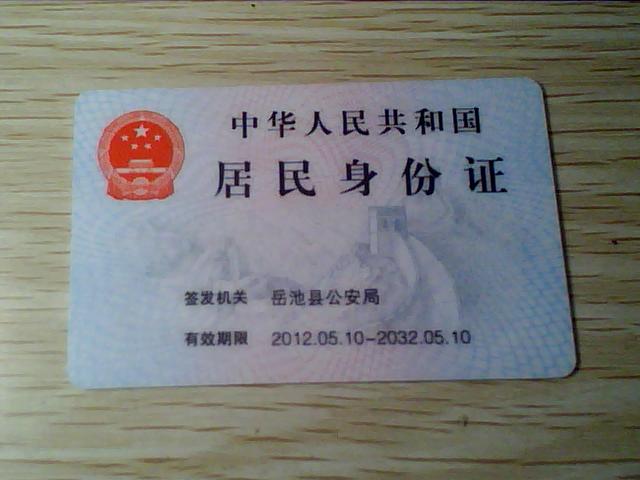 中华人民共和国
居民身份证
签发机关 岳池县公安局
有效期限 2012.05.10-2032.05.10